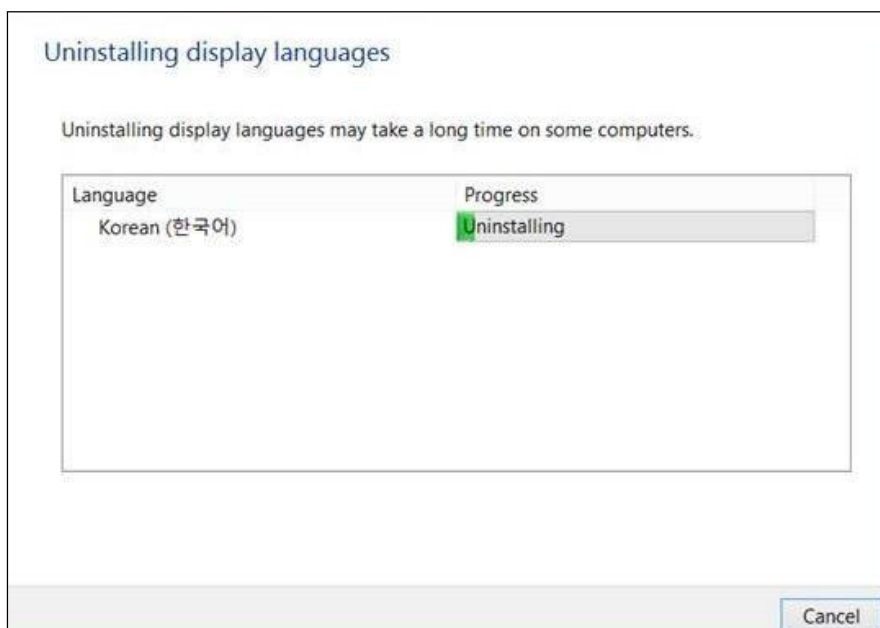 Uninstalling display languages
Uninstalling display languages may take a long time on some computers.
Language Progress
Korean (한국어) Uninstalling
Cancel